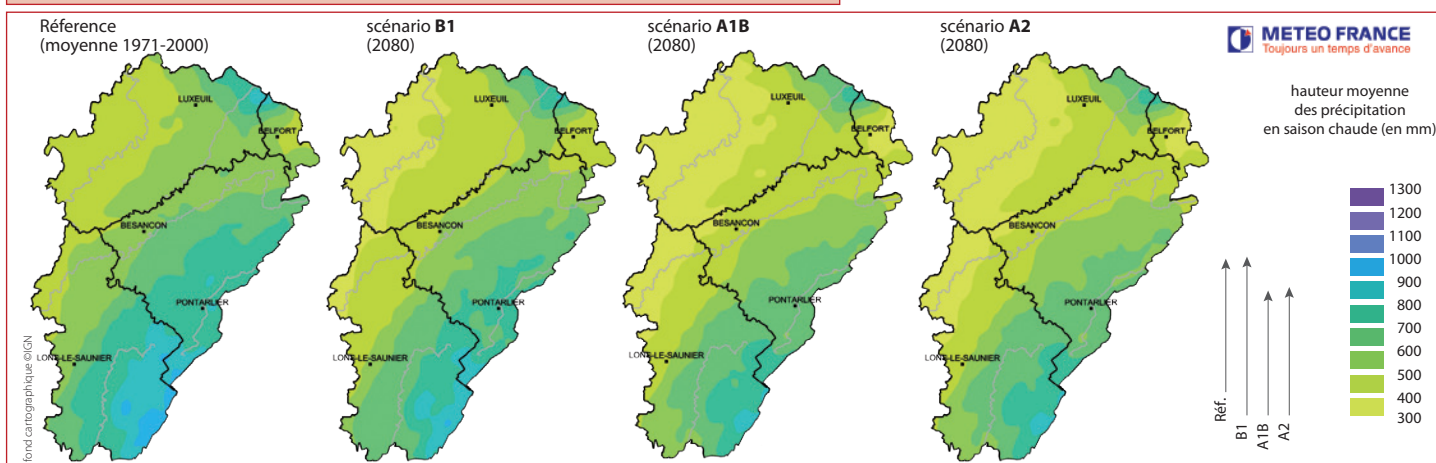 Réference
(moyenne 1971-2000)
scénario B1
(2080)
scénario A1B
(2080)
scénario A2
(2080)
METEO FRANCE
Toujours un temps d'avance
hauteur moyenne
des précipitation
en saison chaude (en mm)
LUXEUIL
BELFORT
BESANCON
PONTARLIER
LONS-LE-SAUNIER
LUXEUIL
BELFORT
BESANCON
PONTARLIER
LONS-LE-SAUNIER
LUXEUIL
BELFORT
BESANCON
PONTARLIER
LONS-LE-SAUNIER
LUXEUIL
BELFORT
BESANCON
PONTARLIER
LONS-LE-SAUNIER
1300
1200
1100
1000
900
800
700
600
500
400
300
Réf.
B1
A1B
A2
fond cartographique ©IGN